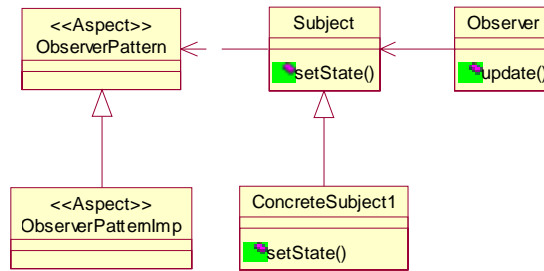 <<Aspect>>
ObserverPattern
Subject
setState()
Observer
update()
<<Aspect>>
ObserverPatternImp
ConcreteSubject1
setState()